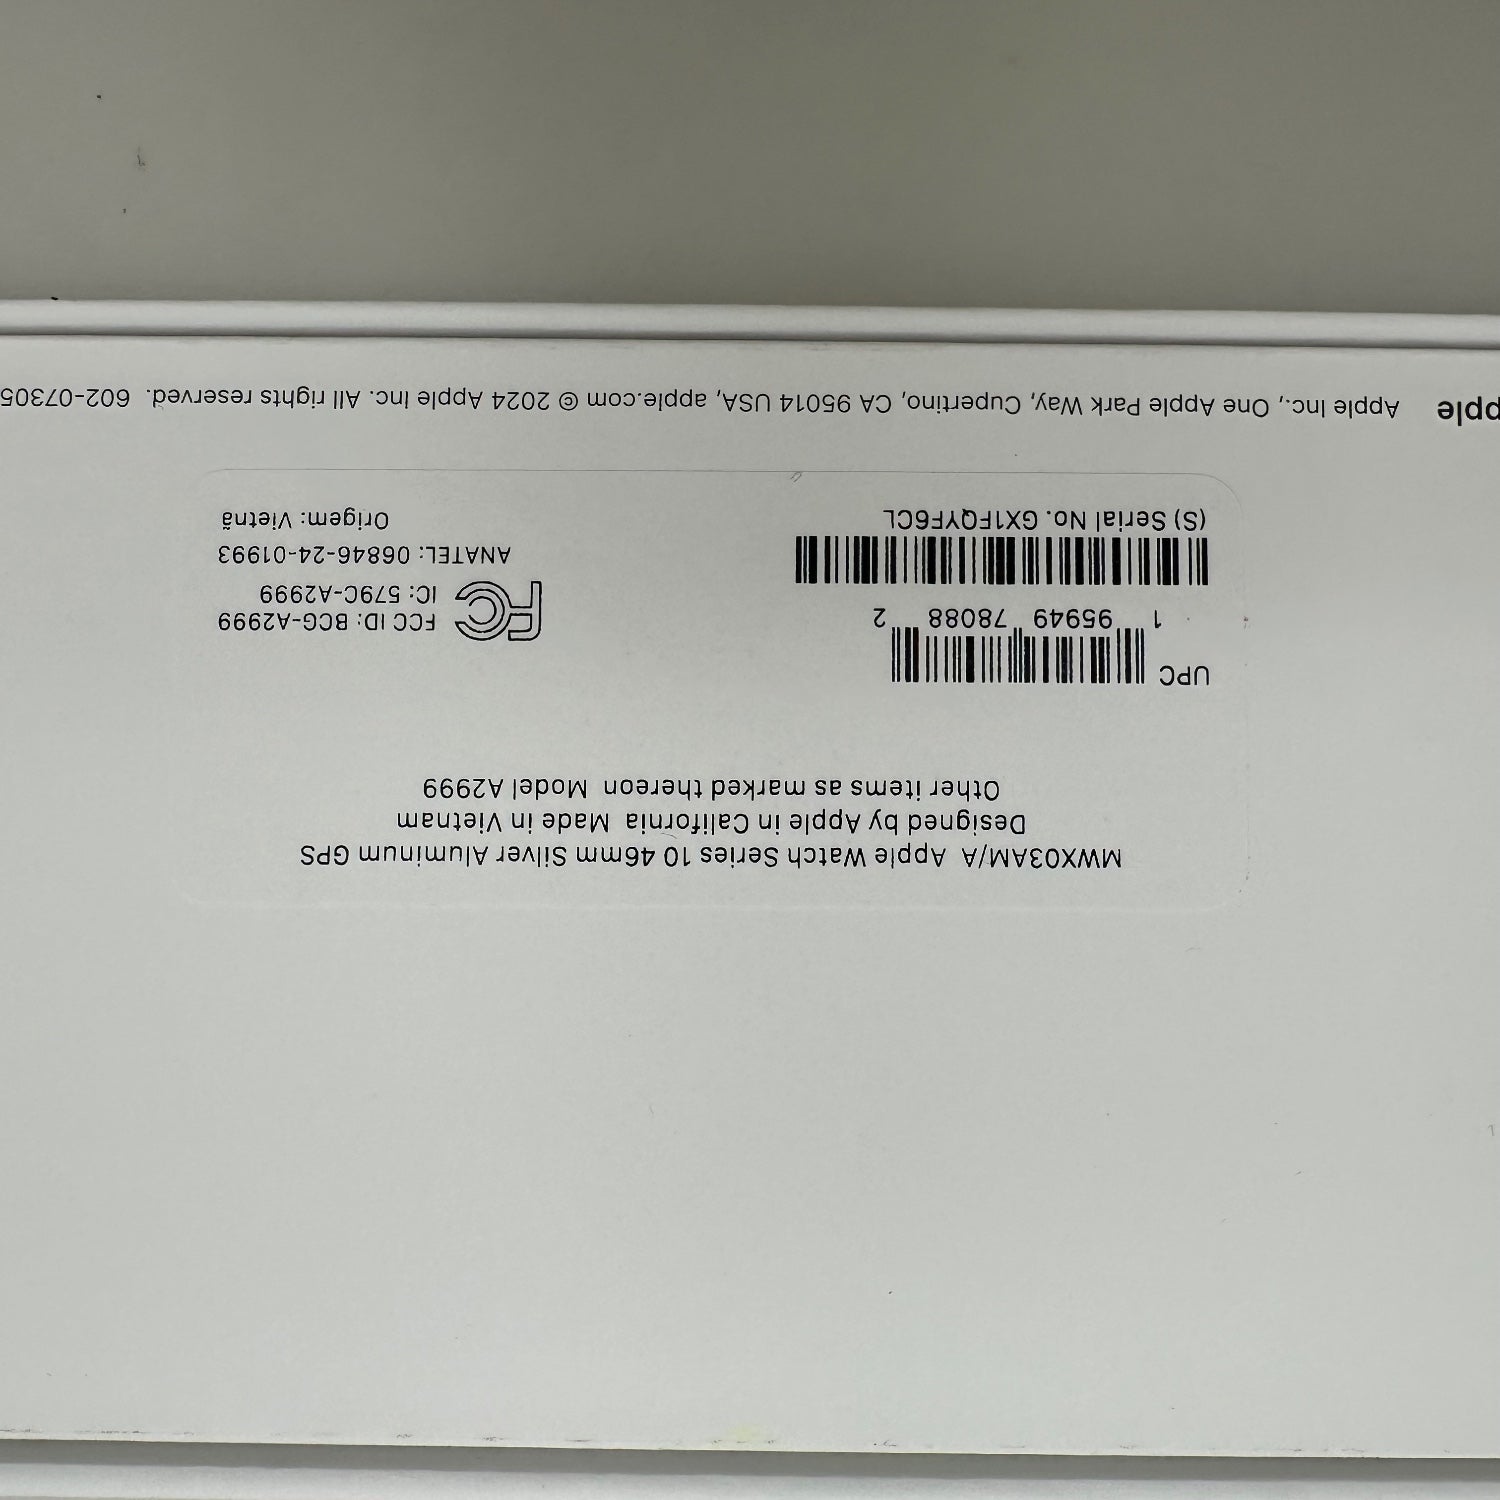 MWX03AM/A Apple Watch Series 10 46mm Silver Aluminum GPS
Designed by Apple in California Made in Vietnam
Other items as marked thereon Model A2999
UPC
1 95949 78088 2
(S) Serial No. GX1FQYF6CL
FCC ID: BCG-A2999
IC: 579C-A2999
ANATEL: 06846-24-01993
Origem: Vietnã
pple Apple Inc., One Apple Park Way, Cupertino, CA 95014 USA, apple.com © 2024 Apple Inc. All rights reserved. 602-07305